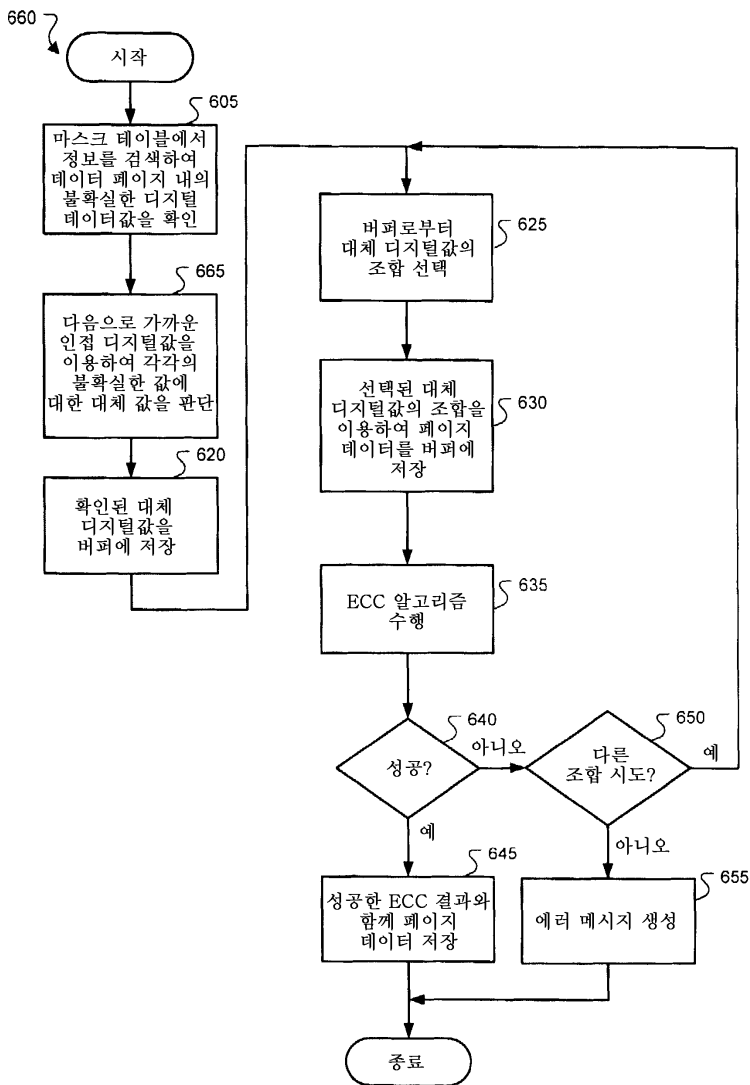 660
시작
605
마스크 테이블에서
정보를 검색하여
데이터 페이지 내의
불확실한 디지털
데이터값을 확인
665
다음으로 가까운
인접 디지털값을
이용하여 각각의
불확실한 값에
대한 대체 값을 판단
620
확인된 대체
디지털값을
버퍼에 저장
625
버퍼로부터
대체 디지털값의
조합 선택
630
선택된 대체
디지털값의 조합을
이용하여 페이지
데이터를 버퍼에
저장
635
ECC 알고리즘
수행
640
성공?
아니오
예
650
다른
조합 시도?
예
아니오
645
성공한 ECC 결과와
함께 페이지
데이터 저장
655
에러 메시지 생성
종료